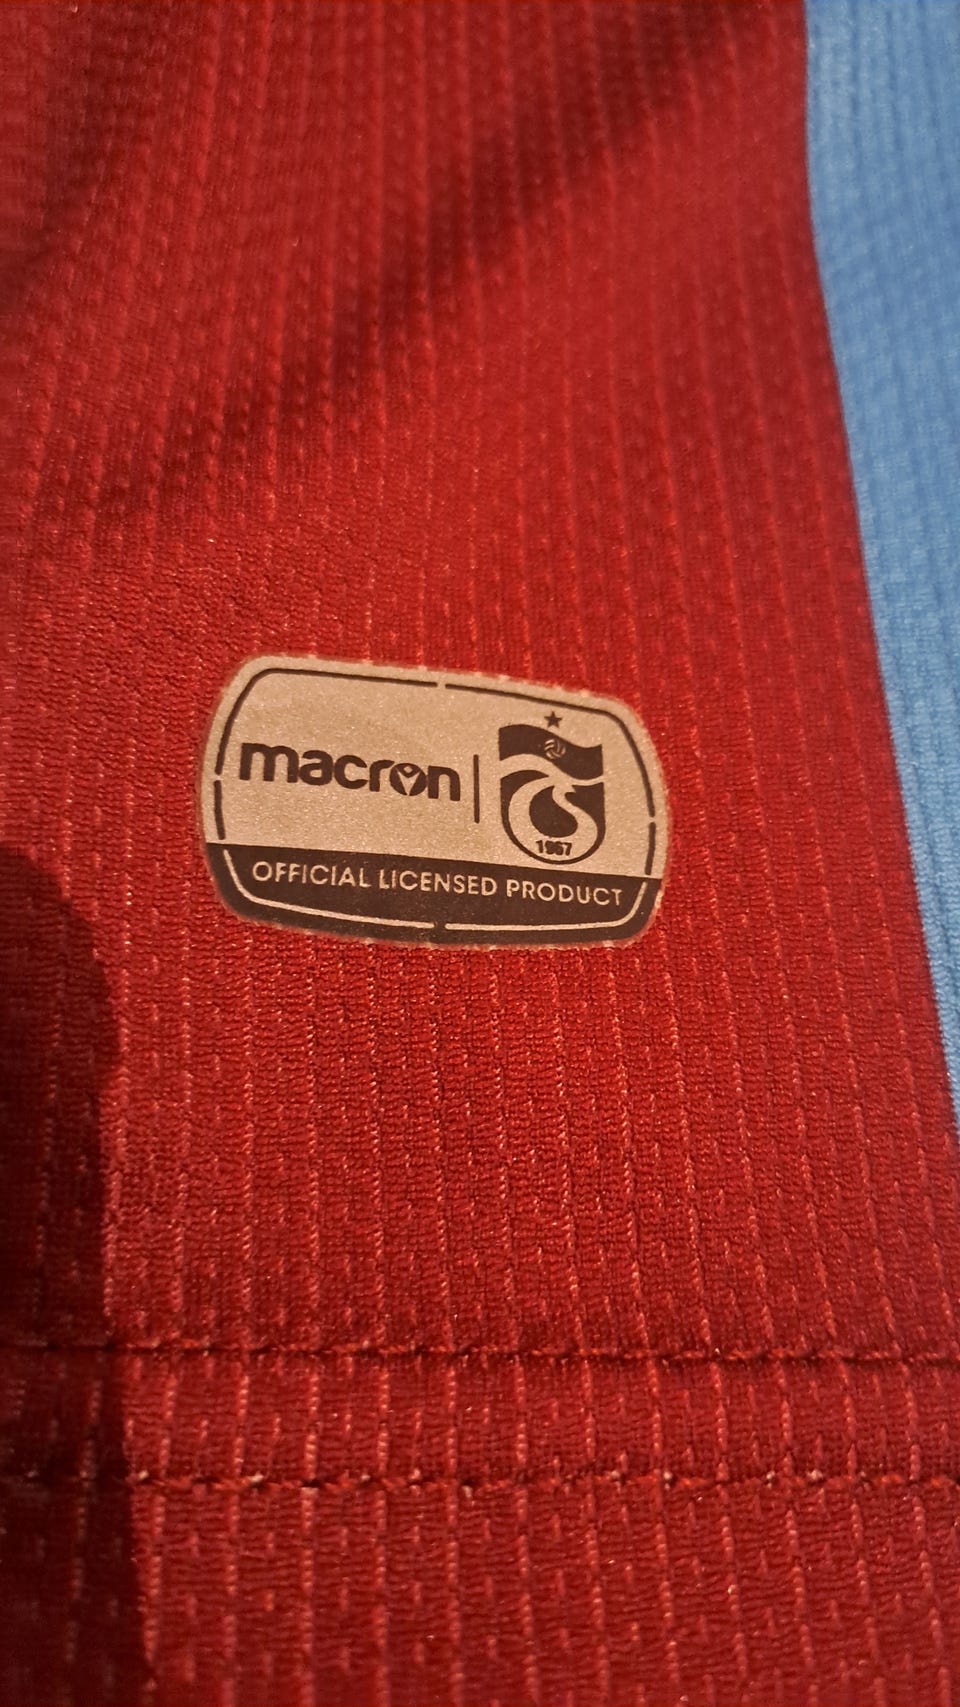 macron
1967
OFFICIAL LICENSED PRODUCT